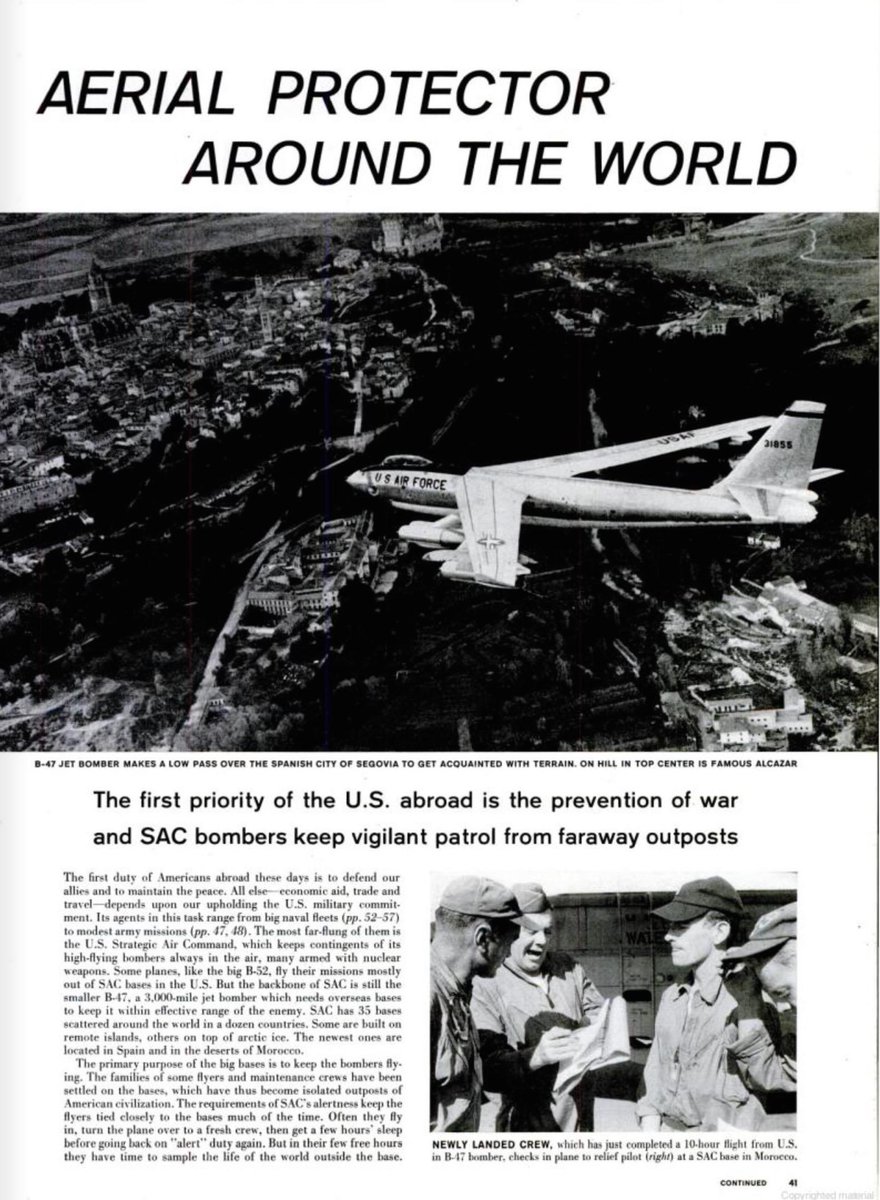 AERIAL PROTECTOR
AROUND THE WORLD
USAF
31855
U S AIR FORCE
B-47 JET BOMBER MAKES A LOW PASS OVER THE SPANISH CITY OF SEGOVIA TO GET ACQUAINTED WITH TERRAIN. ON HILL IN TOP CENTER IS FAMOUS ALCAZAR
The first priority of the U.S. abroad is the prevention of war
and SAC bombers keep vigilant patrol from faraway outposts
The first duty of Americans abroad these days is to defend our
allies and to maintain the peace. All else—economic aid, trade and
travel—depends upon our upholding the U.S. military commit-
ment. Its agents in this task range from big naval fleets (pp. 52–57)
to modest army missions (pp. 47, 48). The most far-flung of them is
the U.S. Strategic Air Command, which keeps contingents of its
high-flying bombers always in the air, many armed with nuclear
weapons. Some planes, like the big B-52, fly their missions mostly
out of SAC bases in the U.S. But the backbone of SAC is still the
smaller B-47, a 3,000-mile jet bomber which needs overseas bases
to keep it within effective range of the enemy. SAC has 35 bases
scattered around the world in a dozen countries. Some are built on
remote islands, others on top of arctic ice. The newest ones are
located in Spain and in the deserts of Morocco.
The primary purpose of the big bases is to keep the bombers fly-
ing. The families of some flyers and maintenance crews have been
settled on the bases, which have thus become isolated outposts of
American civilization. The requirements of SAC's alertness keep the
flyers tied closely to the bases much of the time. Often they fly
in, turn the plane over to a fresh crew, then get a few hours' sleep
before going back on "alert" duty again. But in their few free hours
they have time to sample the life of the world outside the base.
NEWLY LANDED CREW, which has just completed a 10-hour flight from U.S.
in B-47 bomber, checks in plane to relief pilot (right) at a SAC base in Morocco.
CONTINUED 41
Copyrighted material